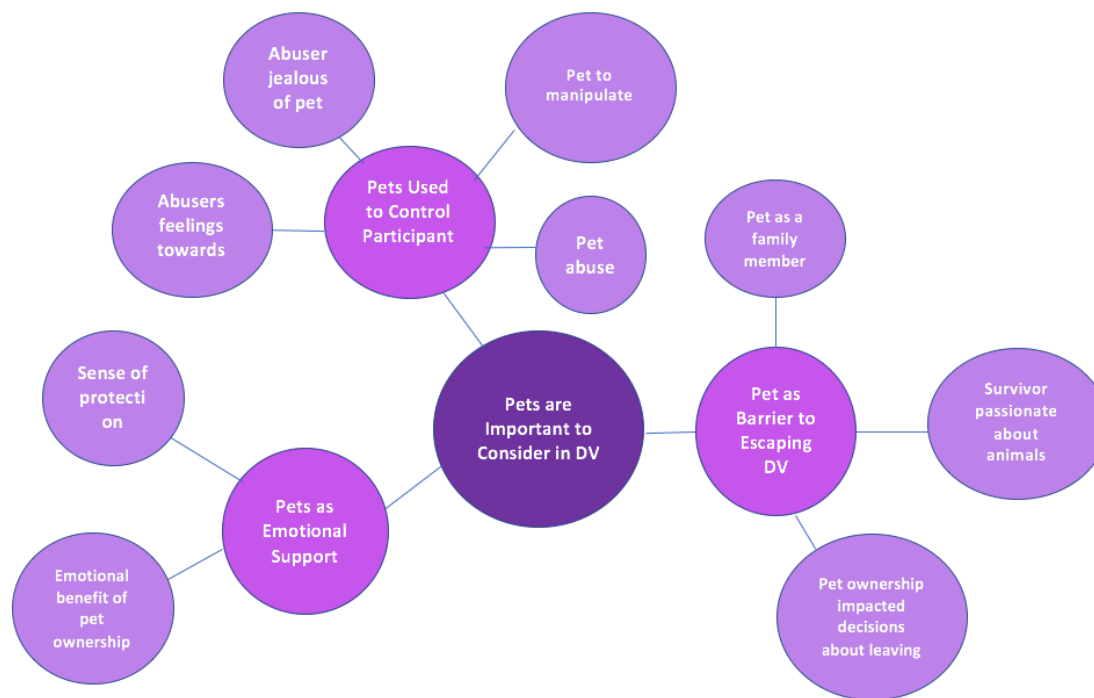 Abuser
jealous
of pet
Pet to
manipulate
Pets Used
to Control
Participant
Abusers
feelings
towards
Pet
abuse
Pet as a
family
member
Sense of
protecti
on
Pets are
Important to
Consider in DV
Pet as
Barrier to
Escaping
DV
Survivor
passionate
about
animals
Pets as
Emotional
Support
Emotional
benefit of
pet
ownership
Pet ownership
impacted
decisions
about leaving